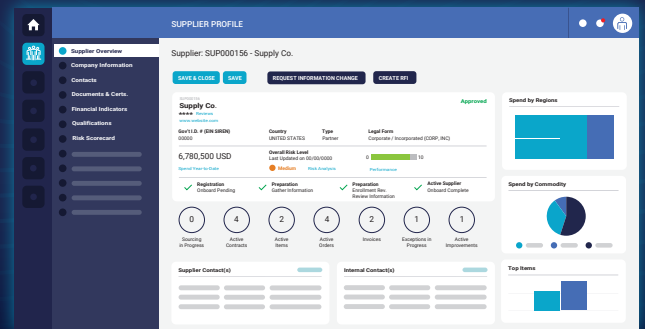 SUPPLIER PROFILE
Supplier Overview
Company Information
Contacts
Documents & Certs.
Financial Indicators
Qualifications
Risk Scorecard
Supplier: SUP000156 - Supply Co.
SAVE & CLOSE SAVE REQUEST INFORMATION CHANGE CREATE RFI
Supply Co.
Approved
Reviews
www.website.com
Gov't I.D. # (EIN SIREN) Country Type Legal Form
00000 UNITED STATES Partner Corporate / Incorporated (CORP, INC)
6,780,500 USD
Spend Year to Date
Overall Risk Level
Last Updated on 00/00/0000
Medium Risk Analysis
0 10
Performance
Registration
Onboard Pending
Preparation
Gather Information
Preparation
Enrollment Rev.
Review Information
Active Supplier
Onboard Complete
0 4 2 4 2 1 1
Sourcing in Progress
Active Contracts
Active Items
Active Orders
Invoices
Exceptions in Progress
Active Improvements
Supplier Contact(s)
Internal Contact(s)
Spend by Regions
Spend by Commodity
Top Items